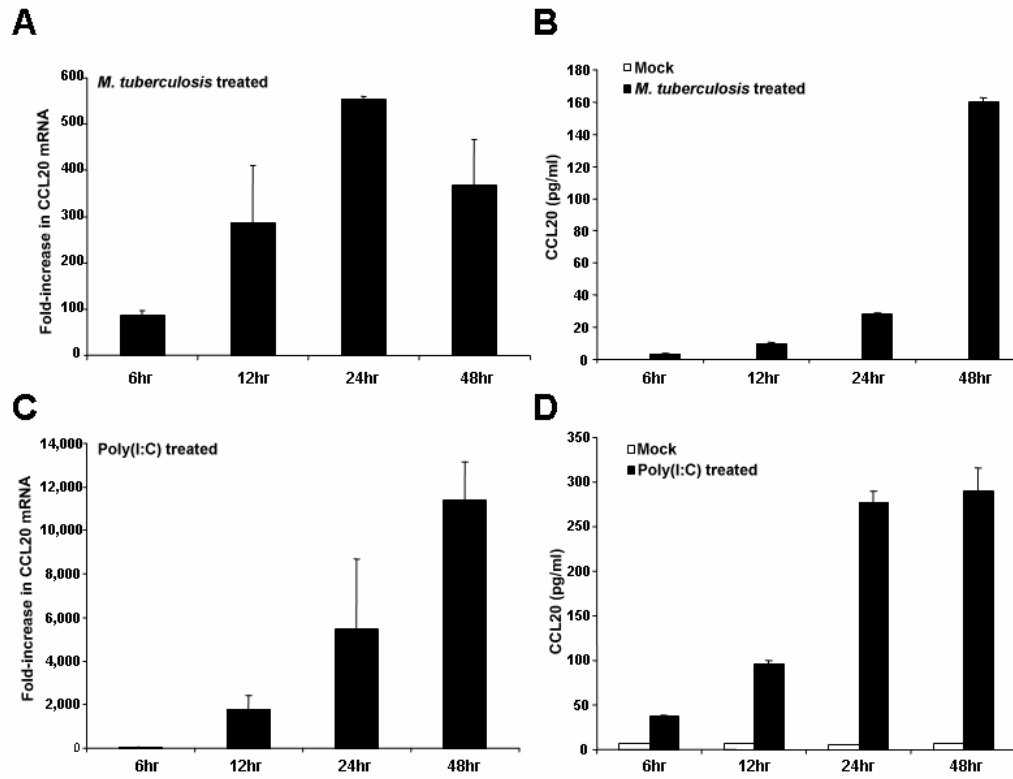 A
M. tuberculosis treated
Fold-increase in CCL20 mRNA
600
500
400
300
200
100
0
6hr 12hr 24hr 48hr
B
Mock
M. tuberculosis treated
CCL20 (pg/ml)
180
160
140
120
100
80
60
40
20
0
6hr 12hr 24hr 48hr
C
Poly(I:C) treated
Fold-increase in CCL20 mRNA
14,000
12,000
10,000
8,000
6,000
4,000
2,000
0
6hr 12hr 24hr 48hr
D
Mock
Poly(I:C) treated
CCL20 (pg/ml)
350
300
250
200
150
100
50
0
6hr 12hr 24hr 48hr